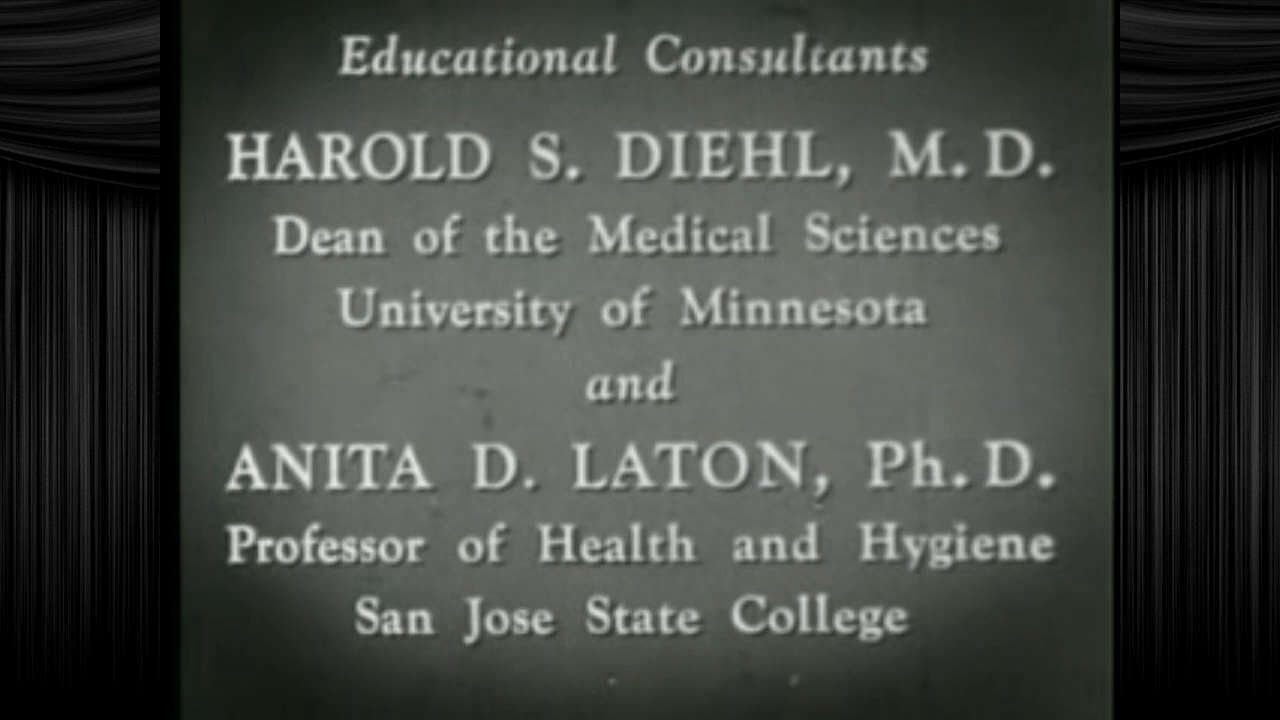 Educational Consultants
HAROLD S. DIEHL, M. D.
Dean of the Medical Sciences
University of Minnesota
and
ANITA D. LATON, Ph. D.
Professor of Health and Hygiene
San Jose State College